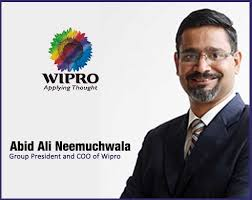 WIPRO
Applying Thought
Abid Ali Neemuchwala
Group President and COO of Wipro